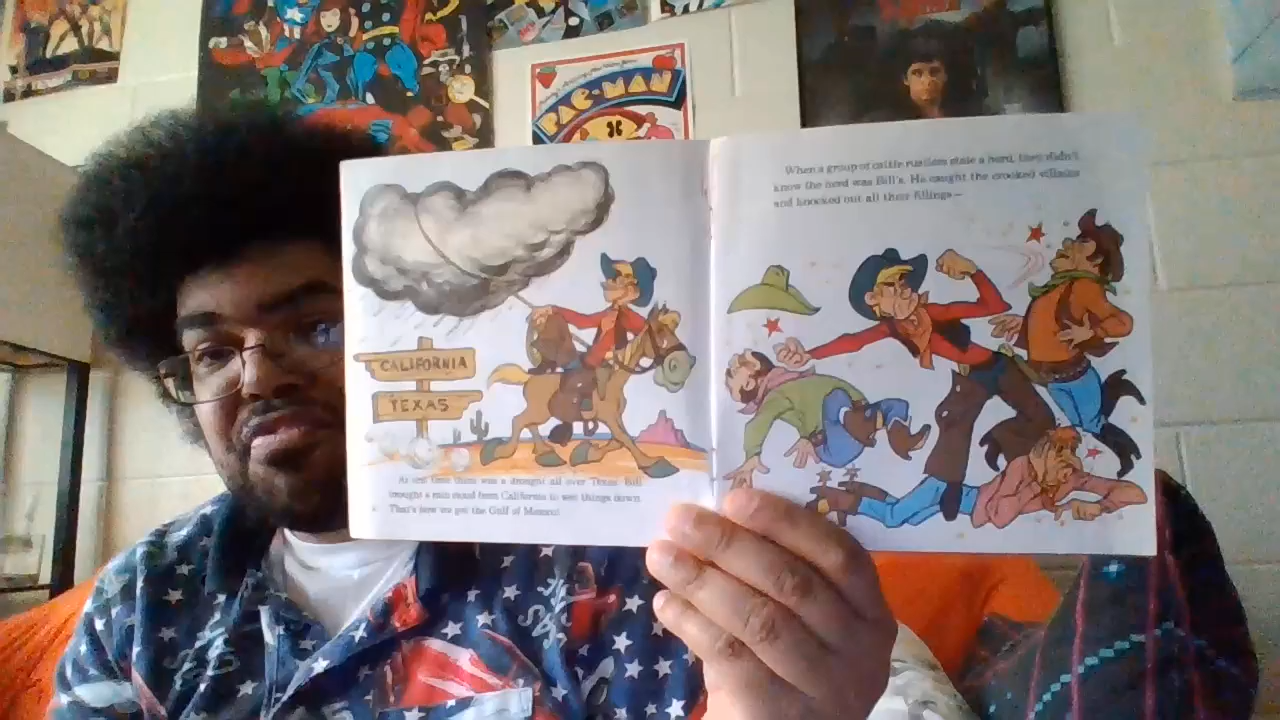 PAC-MAN
CALIFORNIA
TEXAS
At one time there was a drought all over Texas. Bill
brought a rain cloud from California to wet things down.
That's how we got the Gulf of Mexico!
When a group of cattle rustlers stole a herd, they didn't
know the herd was Bill's. He caught the crooked villains
and knocked out all their fillings—